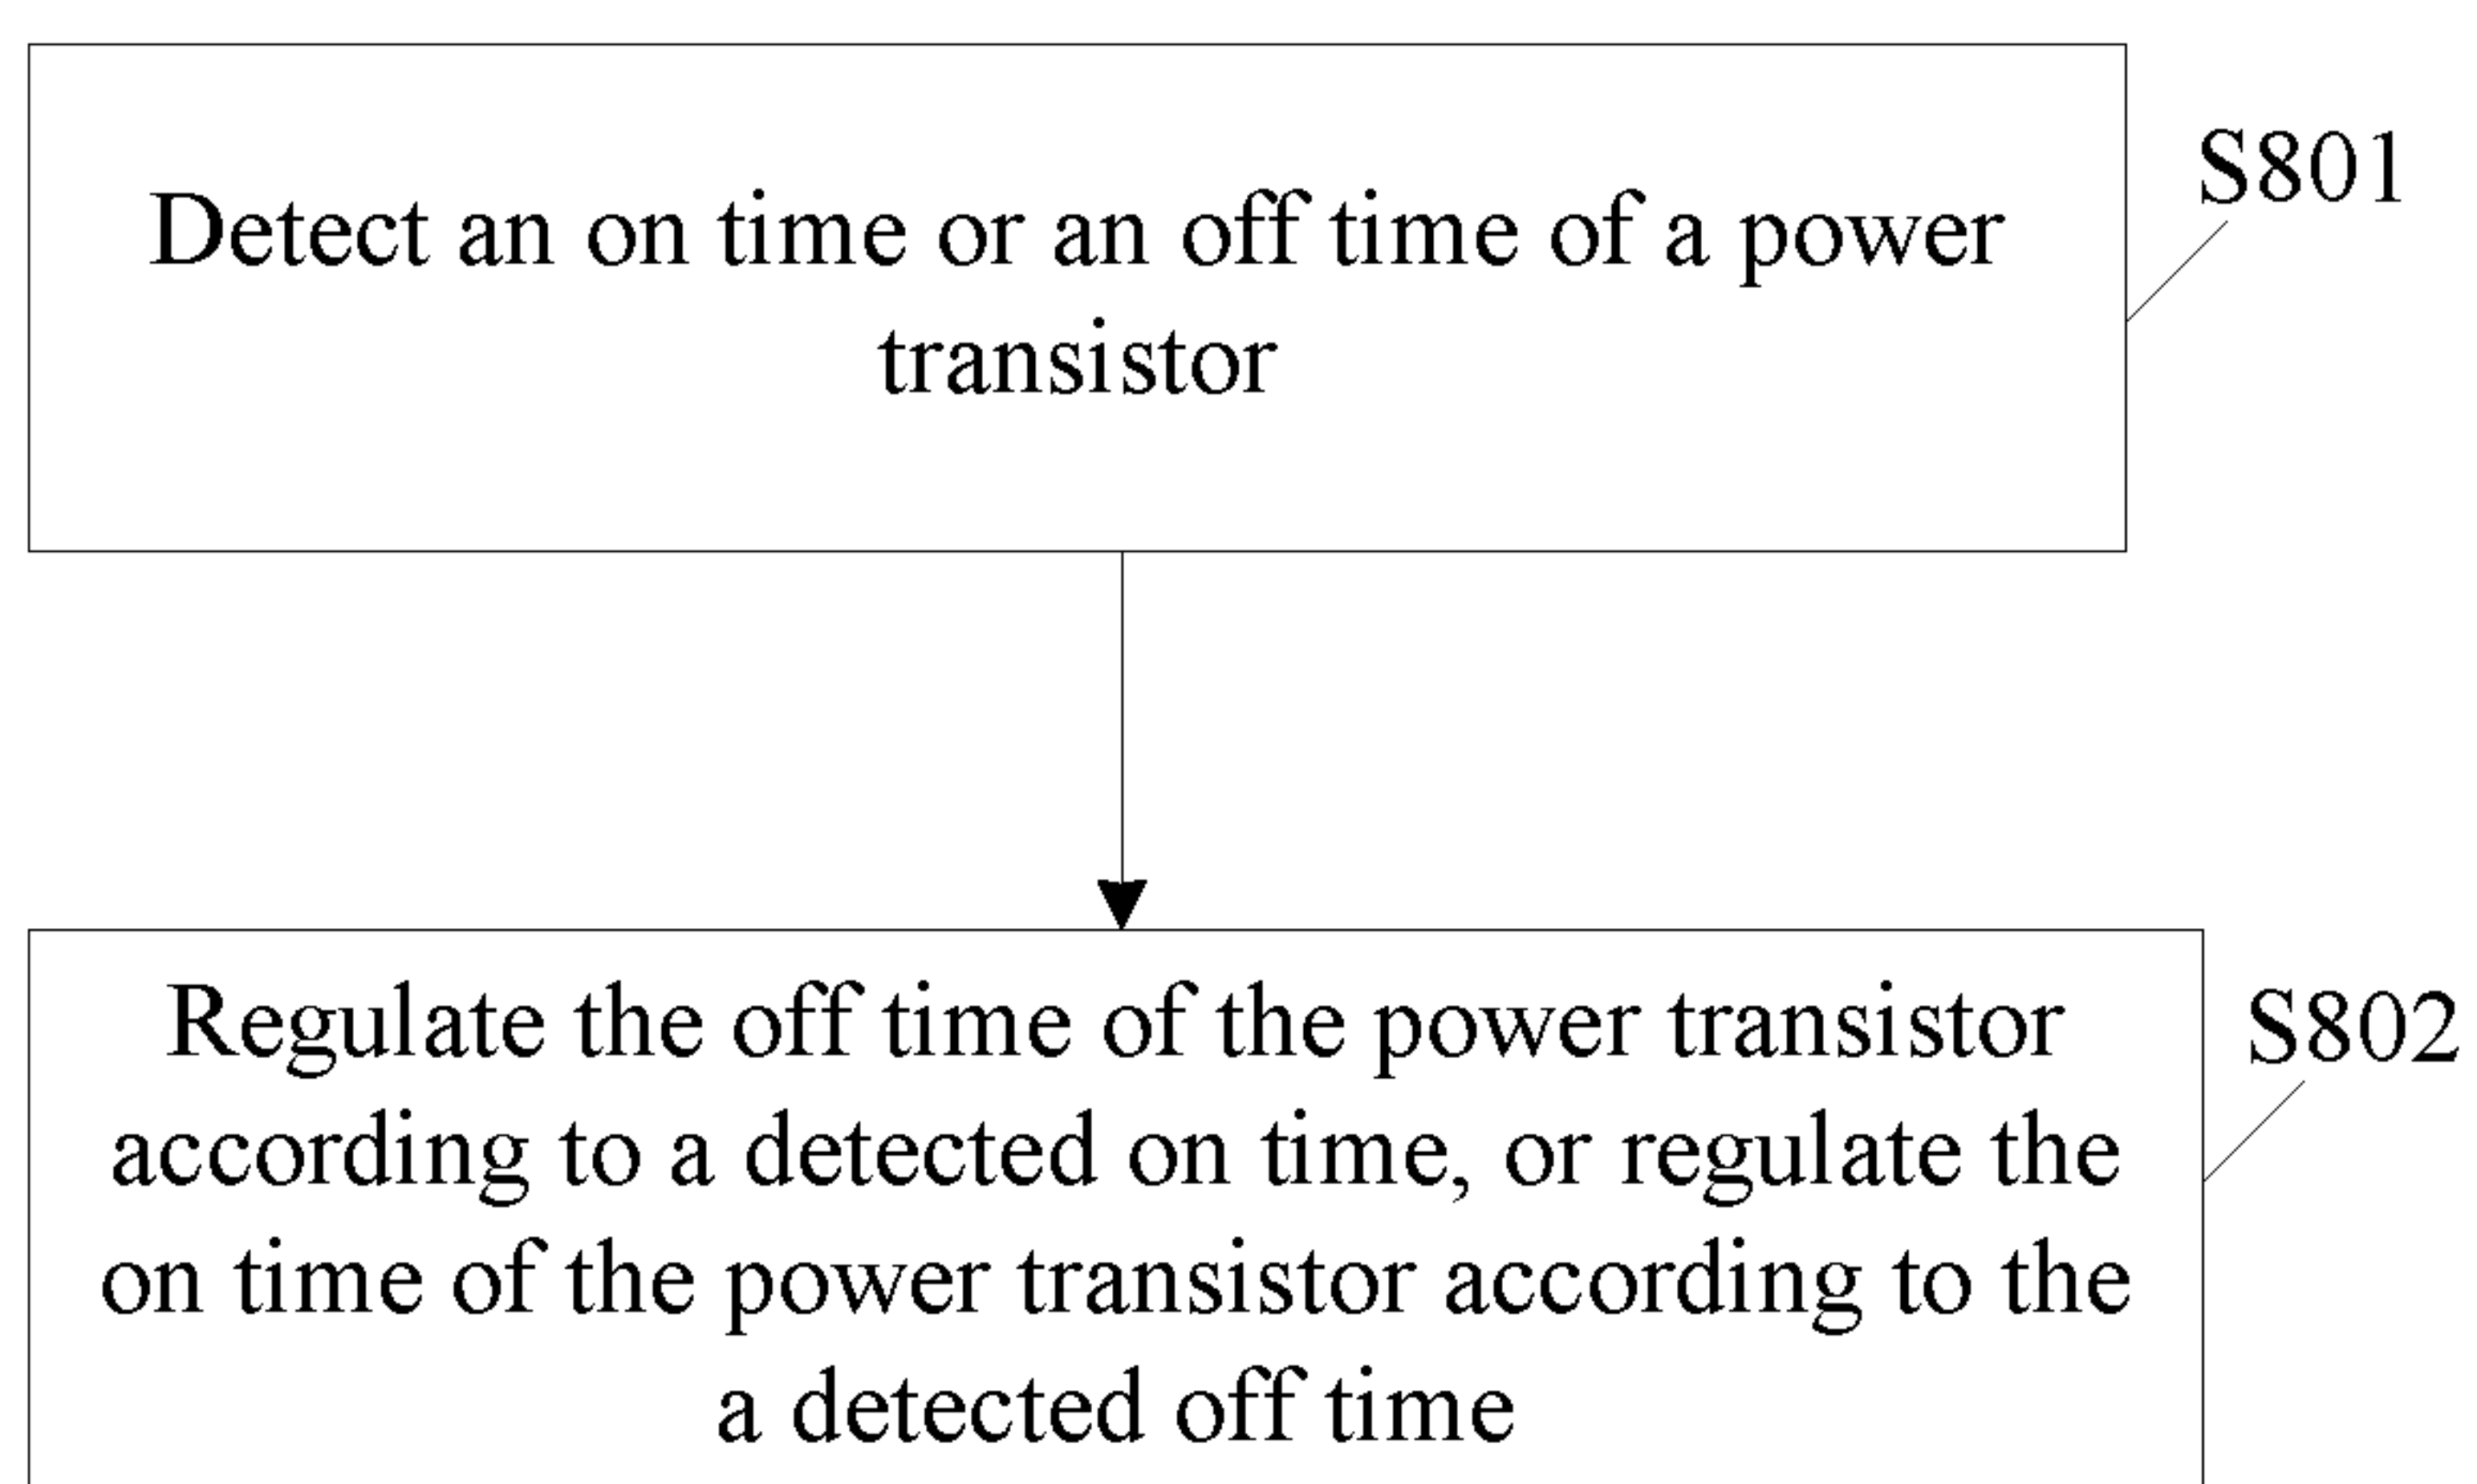 S801
Detect an on time or an off time of a power
transistor
Regulate the off time of the power transistor
S802
according to a detected on time, or regulate the
on time of the power transistor according to the
a detected off time